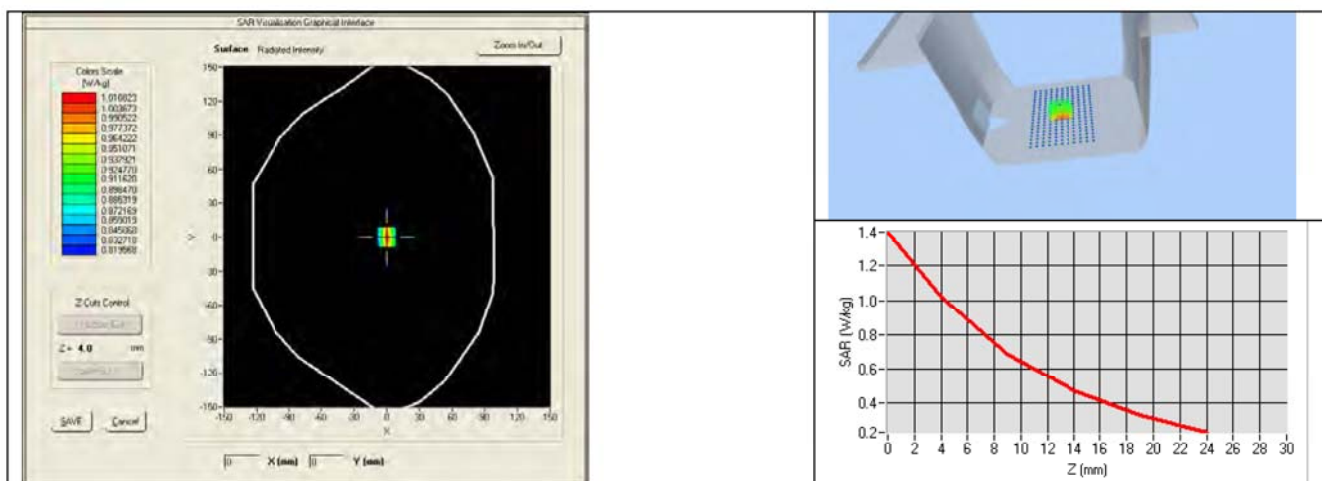 SAR Visualisation Graphical Interface
Surface Radiated Intensity
Zoom In/Out
Colors Scale
(W/kg)
1.016823
1.003673
0.990522
0.977372
0.964222
0.951071
0.937921
0.924770
0.911620
0.898470
0.885319
0.872169
0.859019
0.845868
0.832718
0.819568
150
120
90
60
30
0
-30
-60
-90
-120
-150
Y
-150 -120 -90 -60 -30 0 30 60 90 120 150
X
Z Cuts Control
Z = 4.0 mm
SAVE Cancel
0 X (mm) 0 Y (mm)
1.4
1.2
1.0
0.8
0.6
0.4
0.2
SAR (W/kg)
0 2 4 6 8 10 12 14 16 18 20 22 24 26 28 30
Z (mm)